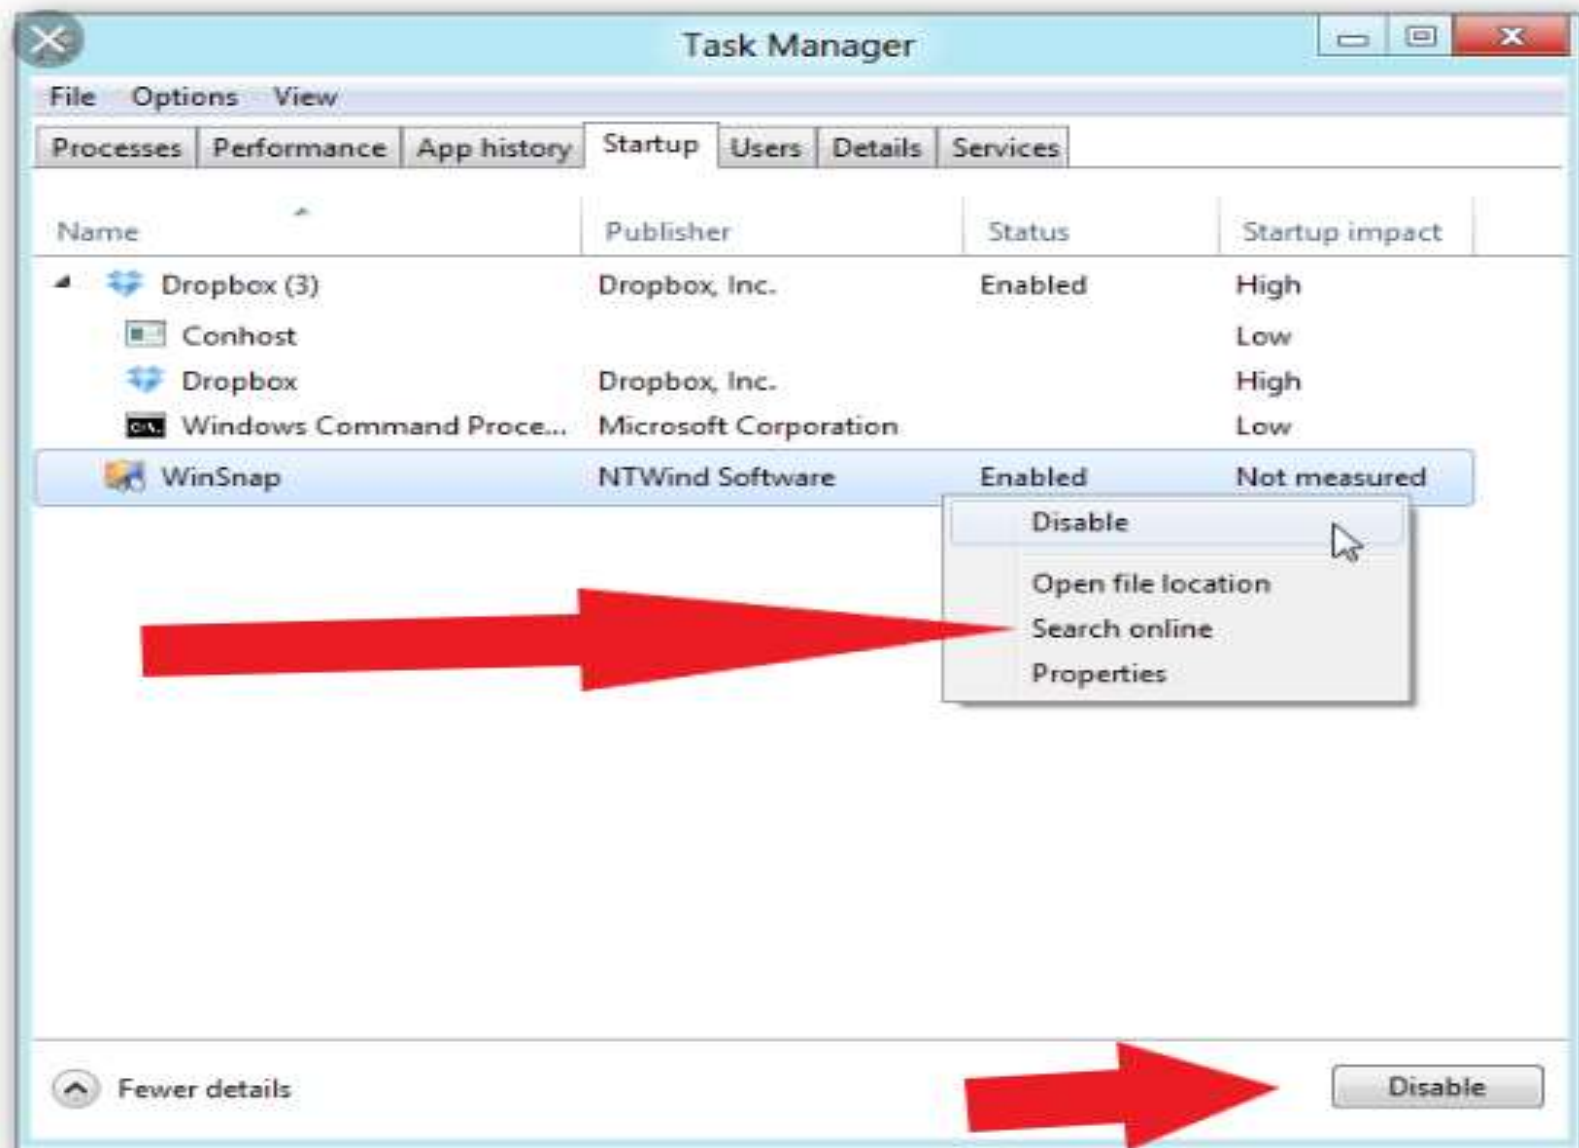 Task Manager
File Options View
Processes Performance App history Startup Users Details Services
Name Publisher Status Startup impact
Dropbox (3) Dropbox, Inc. Enabled High
Conhost Low
Dropbox Dropbox, Inc. High
Windows Command Proce... Microsoft Corporation Low
WinSnap NTWind Software Enabled Not measured
Disable
Open file location
Search online
Properties
Fewer details Disable